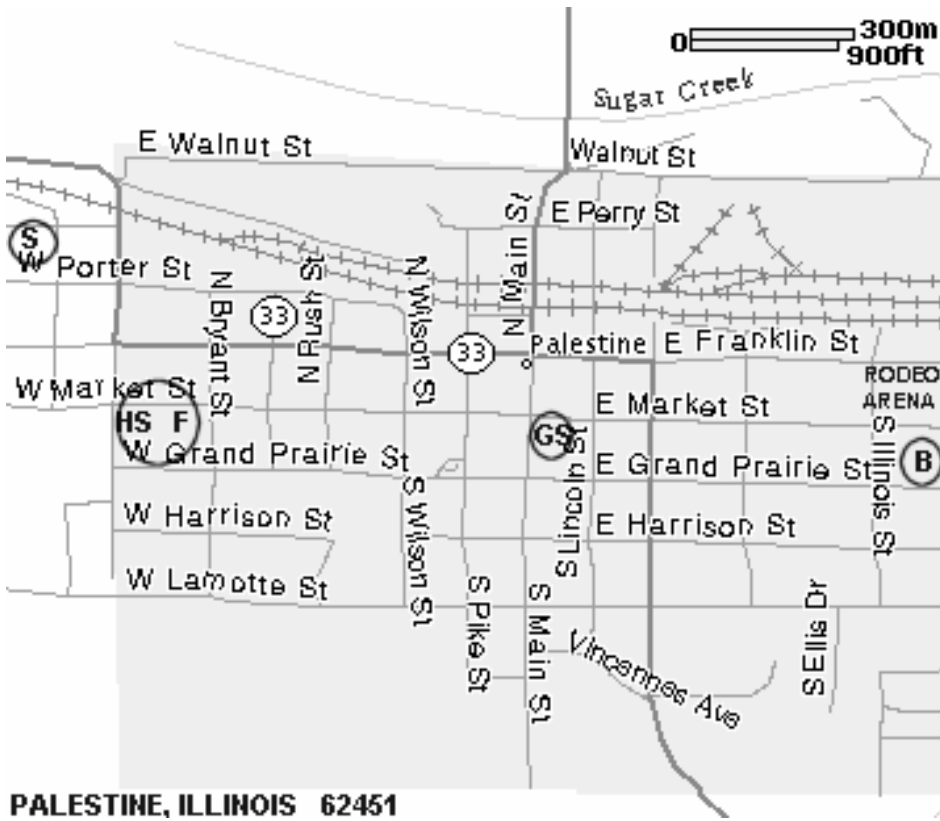 0 300m
900ft
Sugar Creek
E Walnut St
Walnut St
N Main St
E Perry St
S
W Porter St
N Bryant St
33
N Bush St
N Wilson St
33
Palestine
E Franklin St
W Market St
RODEO
ARENA
E Market St
HS F
GS
W Grand Prairie St
E Grand Prairie St
B
S Illinois St
S Lincoln St
S Wilson St
W Harrison St
E Harrison St
W Lamotte St
S Pike St
S Main St
S Ellis Dr
Vincennes Ave
PALESTINE, ILLINOIS 62451